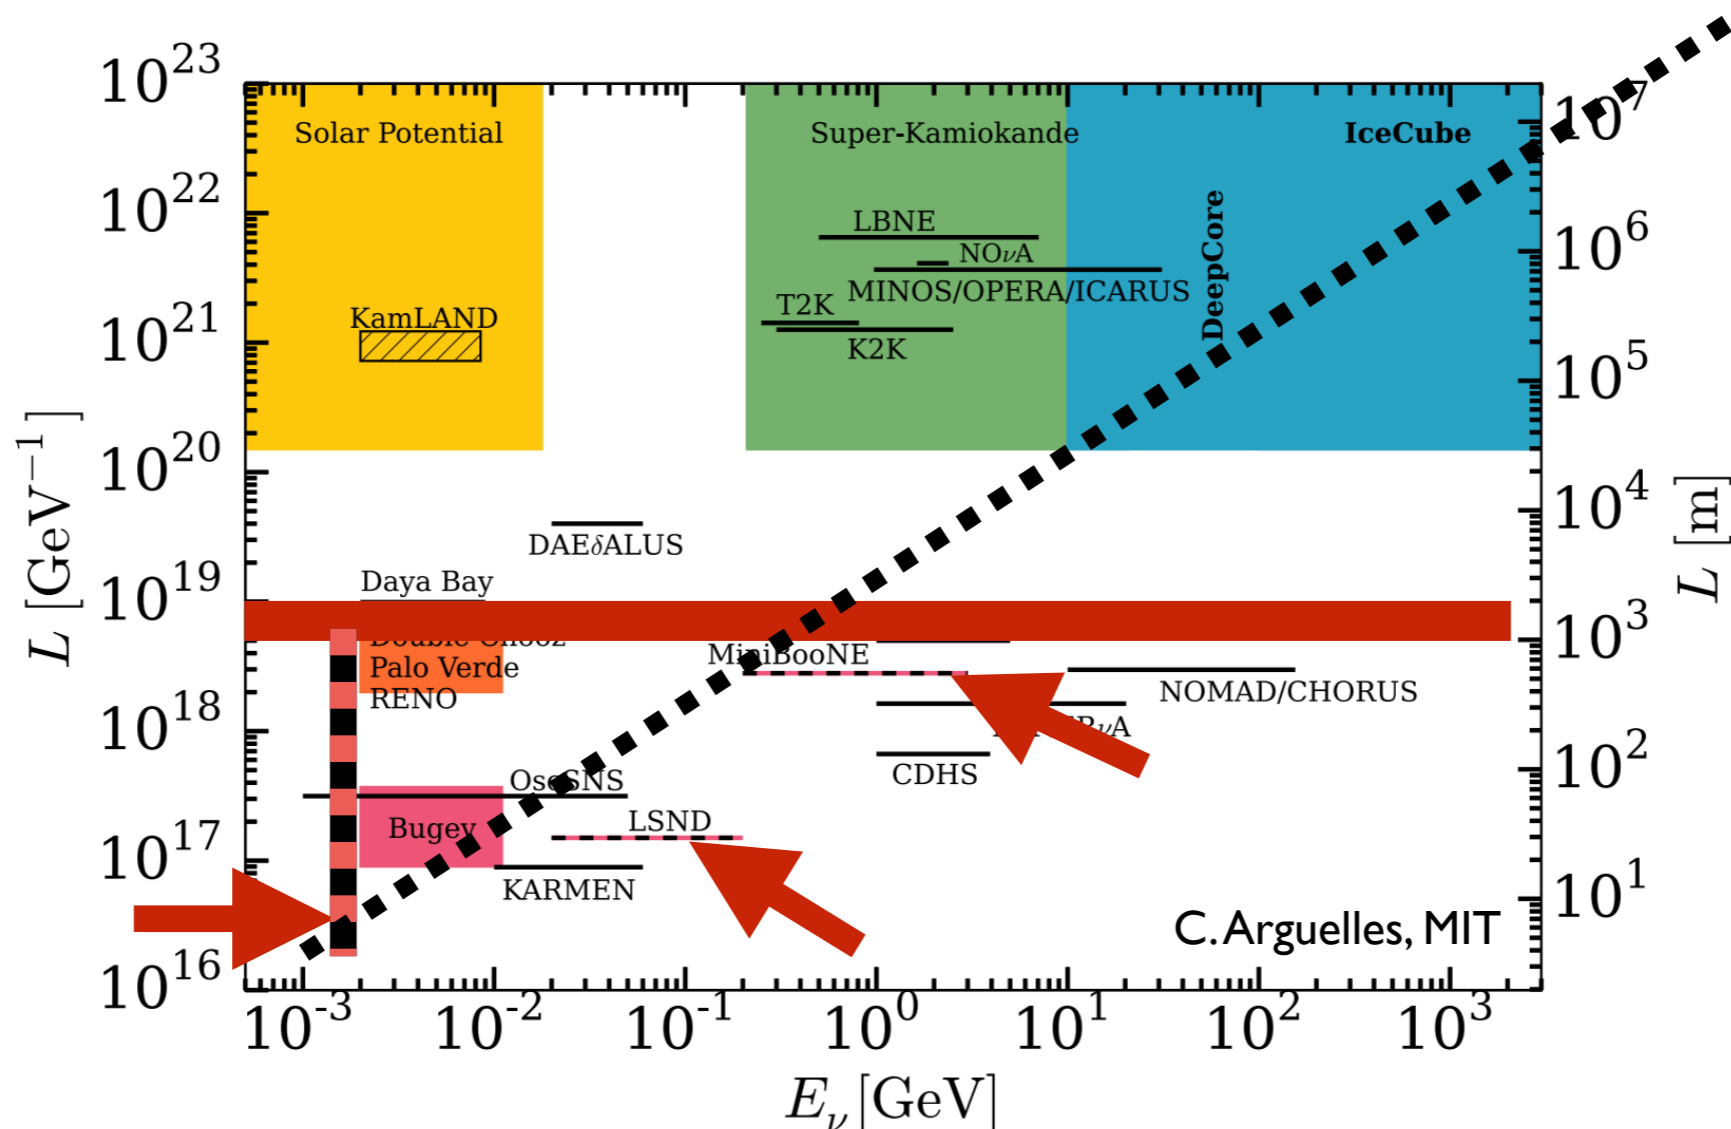 10^23
10^22
10^21
10^20
10^19
10^18
10^17
10^16
L [GeV^−1]
Solar Potential
Super-Kamiokande
IceCube
DeepCore
LBNE
NOνA
MINOS/OPERA/ICARUS
T2K
K2K
KamLAND
DAEδALUS
Daya Bay
Double Chooz
Palo Verde
RENO
MiniBooNE
NOMAD/CHORUS
CDHS
OscSNS
Bugey
LSND
KARMEN
C. Arguelles, MIT
10^7
10^6
10^5
10^4
10^3
10^2
10^1
L [m]
10^-3 10^-2 10^-1 10^0 10^1 10^2 10^3
E_ν [GeV]